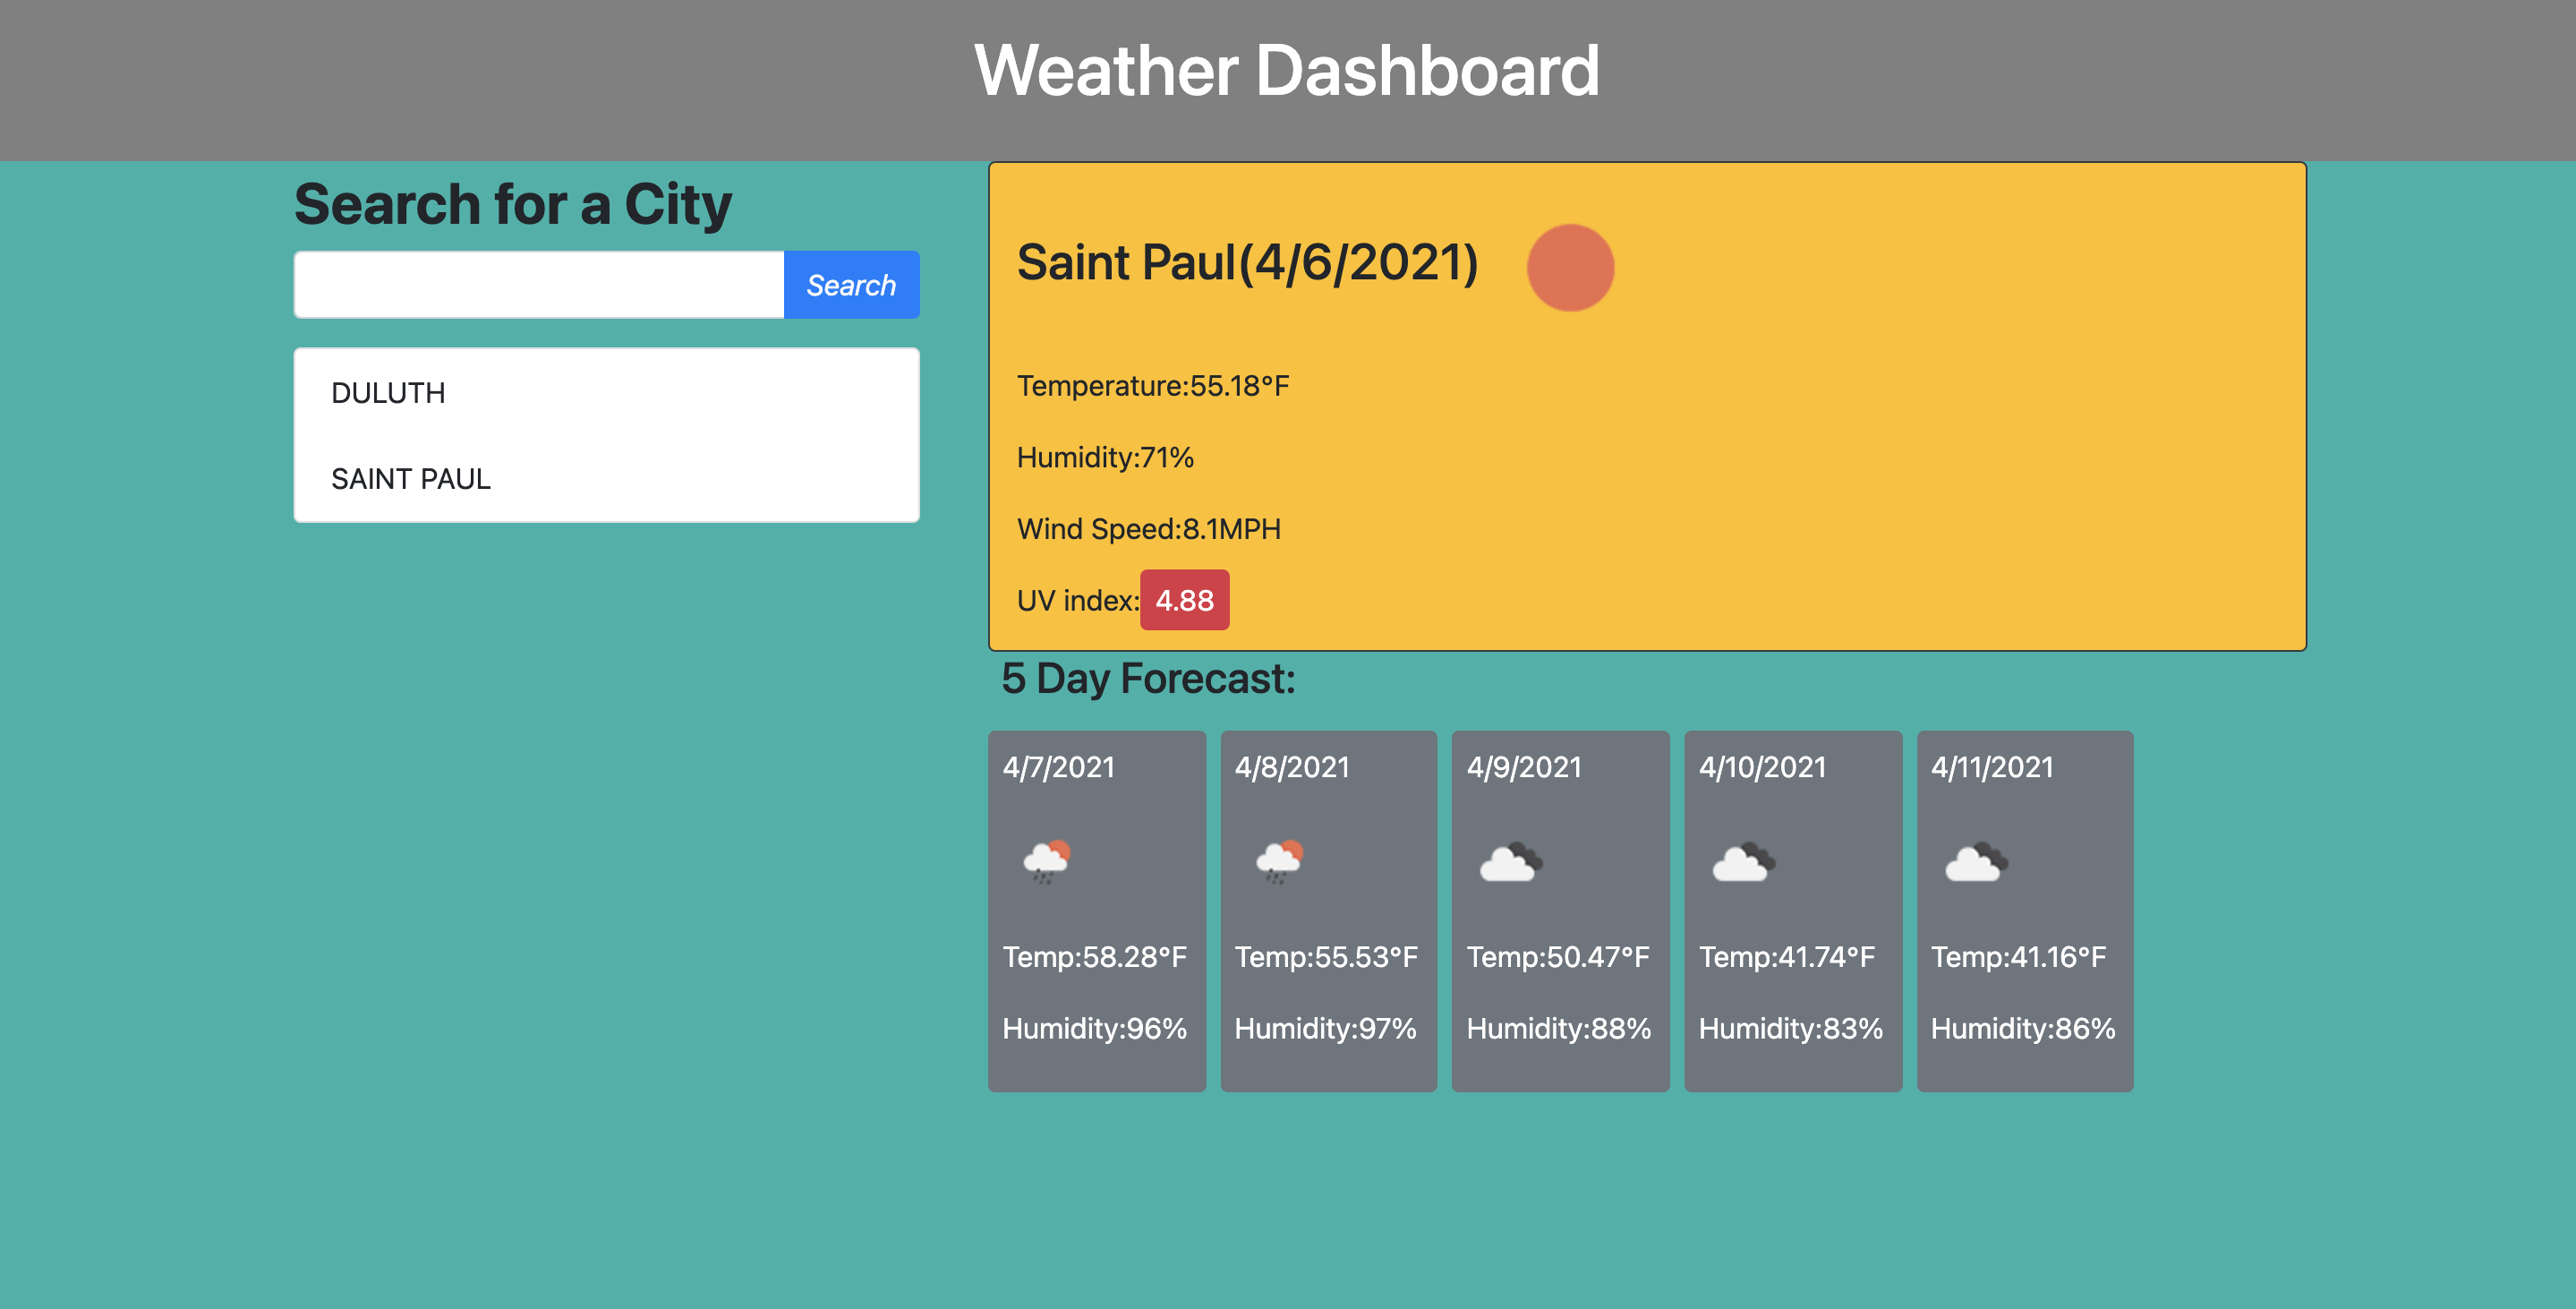 Weather Dashboard
Search for a City
Search
DULUTH
SAINT PAUL
Saint Paul(4/6/2021)
Temperature:55.18°F
Humidity:71%
Wind Speed:8.1MPH
UV index:4.88
5 Day Forecast:
4/7/2021
Temp:58.28°F
Humidity:96%
4/8/2021
Temp:55.53°F
Humidity:97%
4/9/2021
Temp:50.47°F
Humidity:88%
4/10/2021
Temp:41.74°F
Humidity:83%
4/11/2021
Temp:41.16°F
Humidity:86%